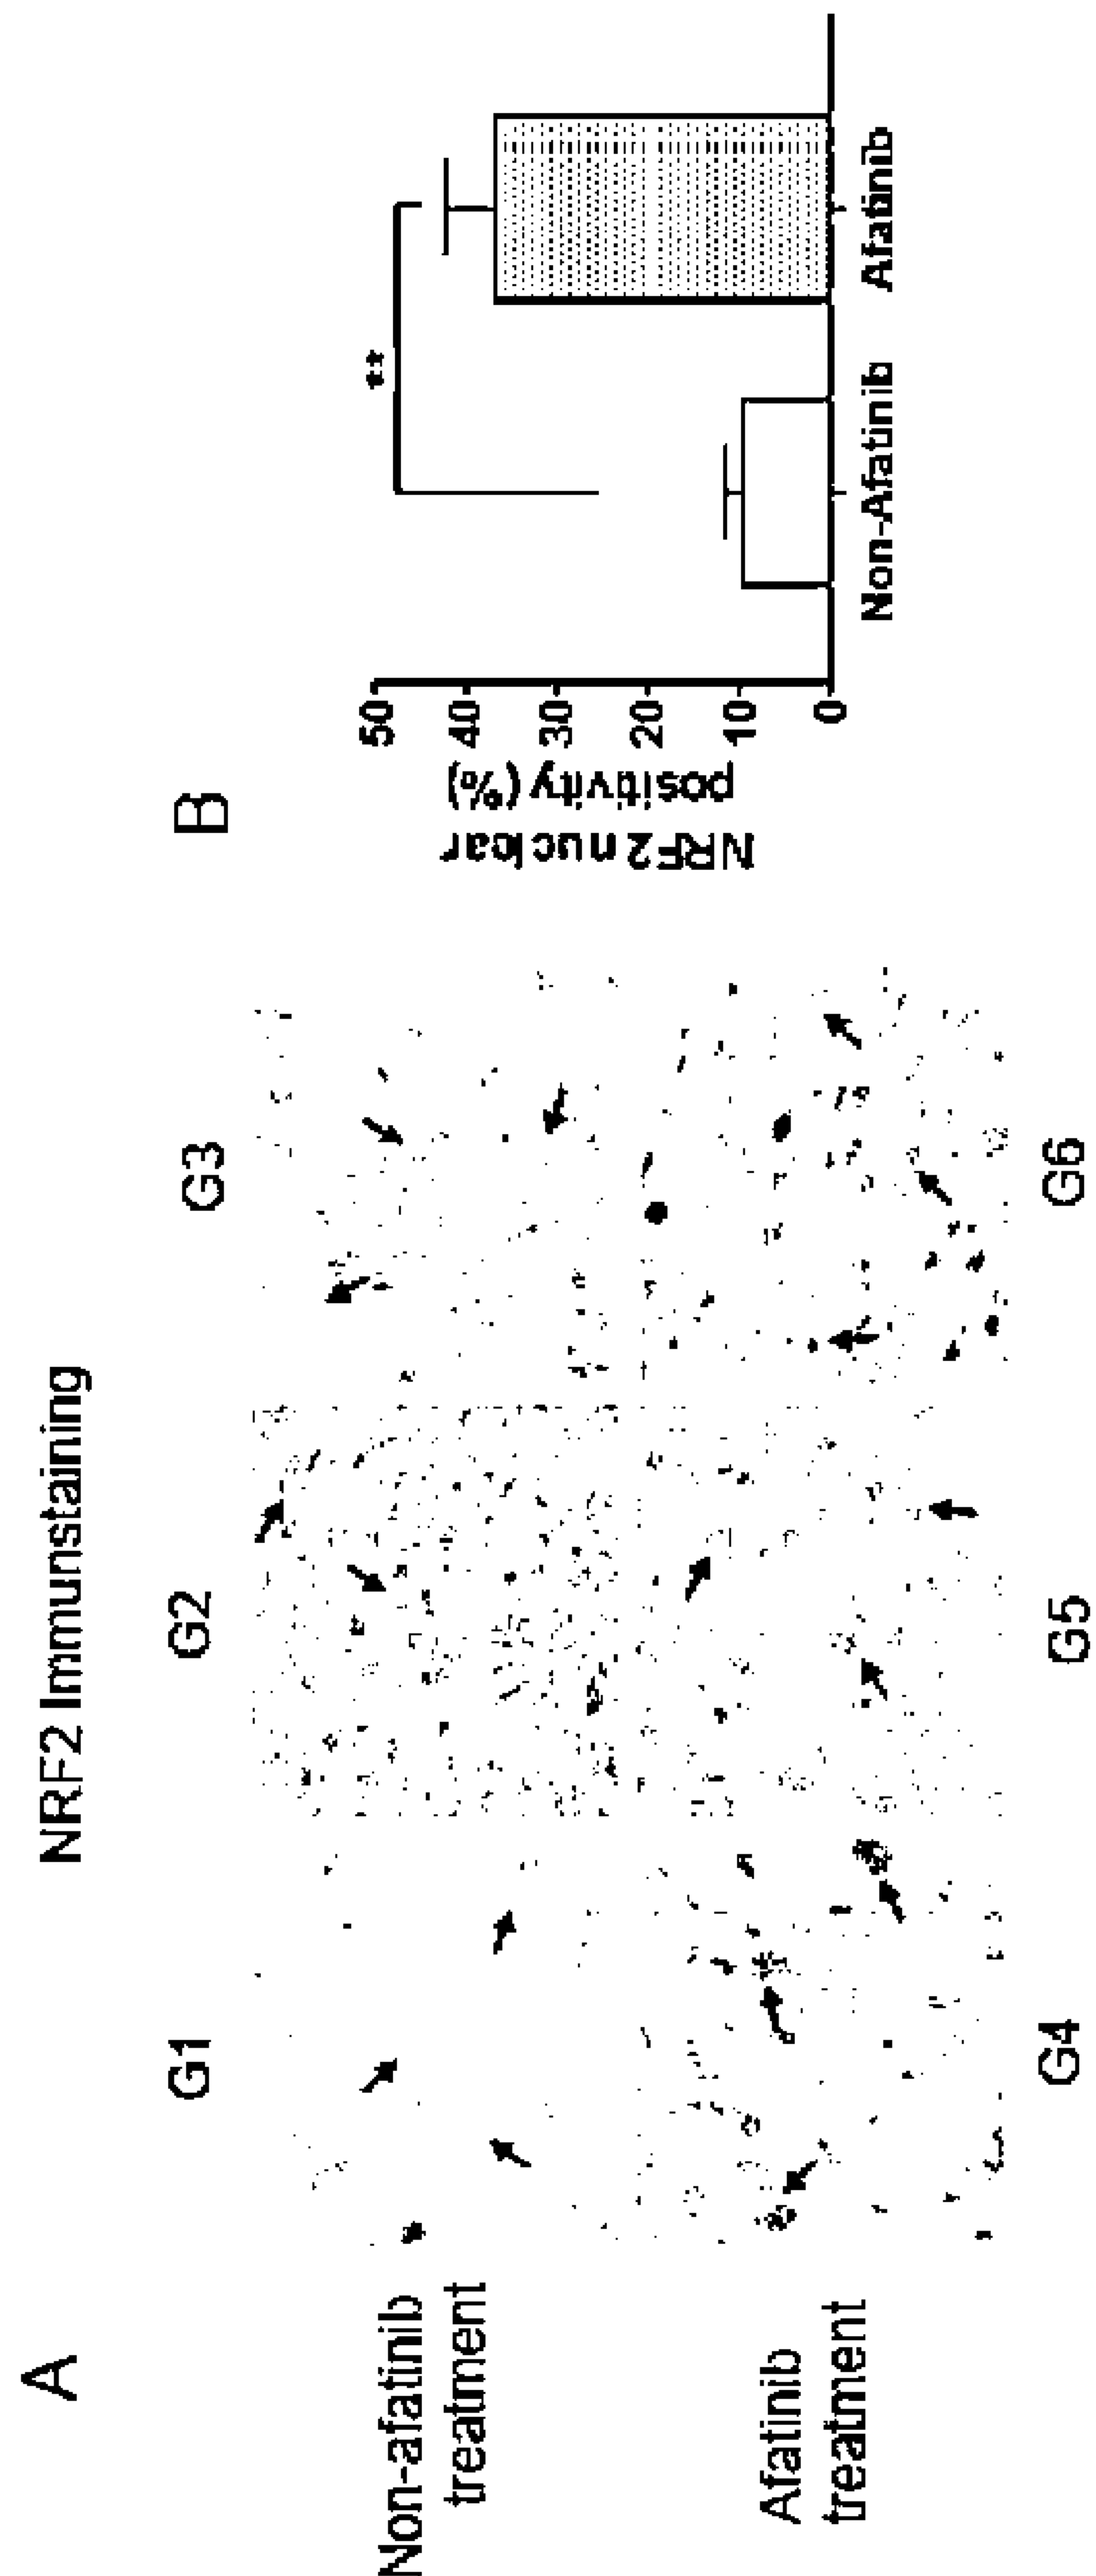 A
NRF2 Immunstaining
G1 G2 G3
Non-afatinib
treatment
Afatinib
treatment
G4 G5 G6
B
NRF2 nuclear
positivity (%)
50
40
30
20
10
0
**
Non-Afatinib Afatinib